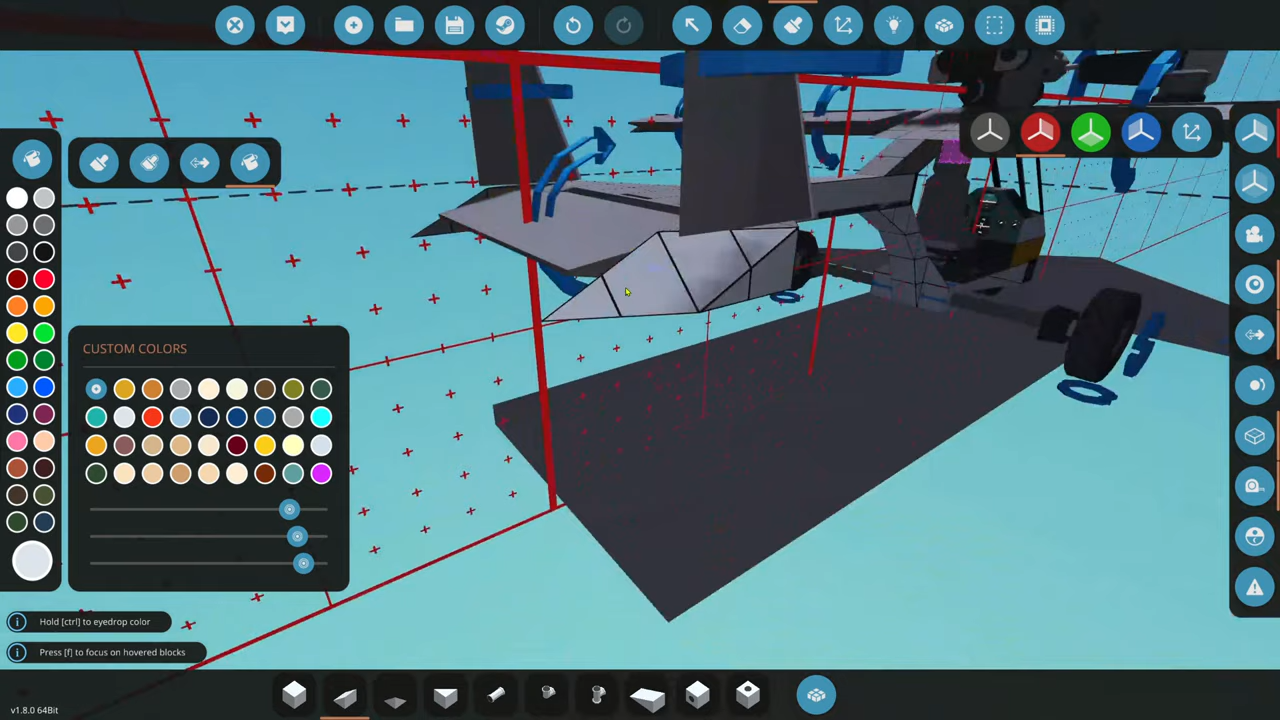 CUSTOM COLORS
Hold [ctrl] to eyedrop color
Press [f] to focus on hovered blocks
v1.8.0 64Bit